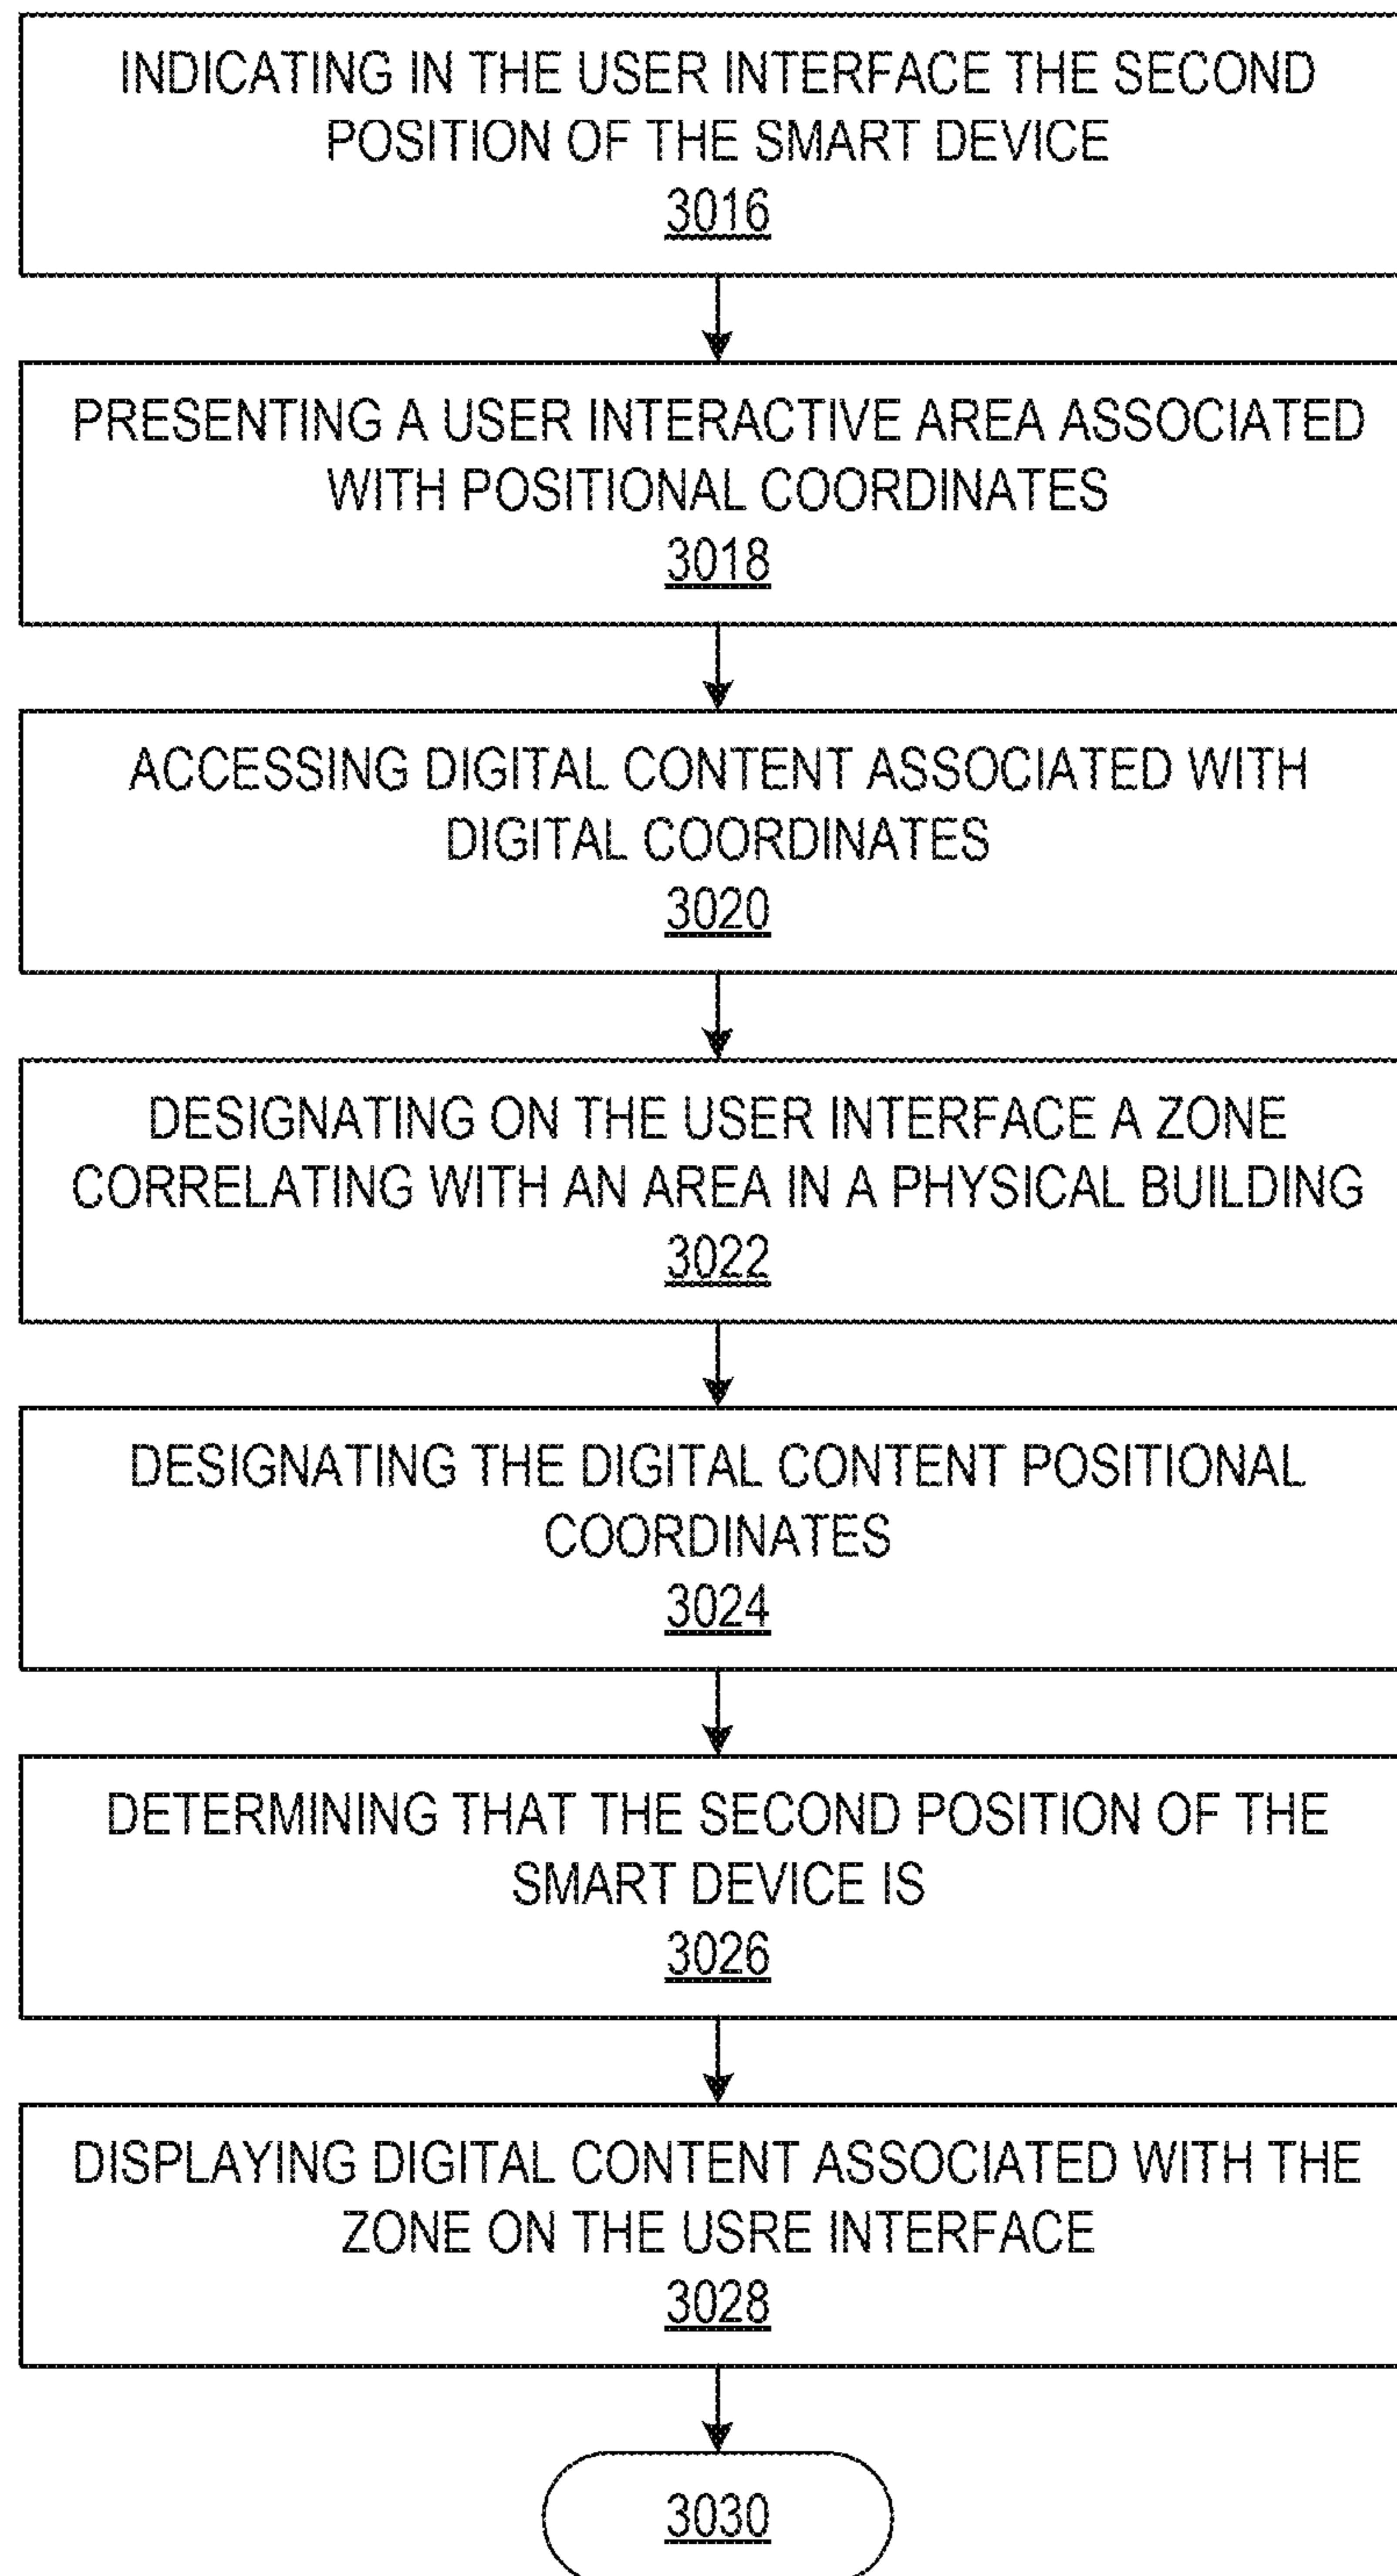 INDICATING IN THE USER INTERFACE THE SECOND
POSITION OF THE SMART DEVICE
3016
PRESENTING A USER INTERACTIVE AREA ASSOCIATED
WITH POSITIONAL COORDINATES
3018
ACCESSING DIGITAL CONTENT ASSOCIATED WITH
DIGITAL COORDINATES
3020
DESIGNATING ON THE USER INTERFACE A ZONE
CORRELATING WITH AN AREA IN A PHYSICAL BUILDING
3022
DESIGNATING THE DIGITAL CONTENT POSITIONAL
COORDINATES
3024
DETERMINING THAT THE SECOND POSITION OF THE
SMART DEVICE IS
3026
DISPLAYING DIGITAL CONTENT ASSOCIATED WITH THE
ZONE ON THE USRE INTERFACE
3028
3030